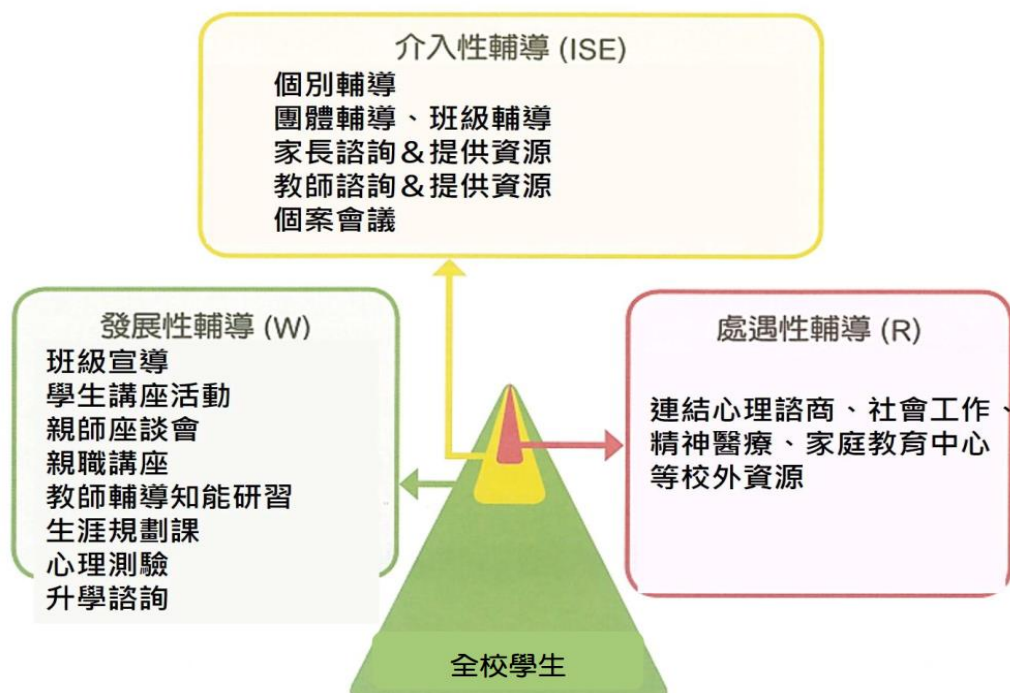 介入性輔導 (ISE)
個別輔導
團體輔導、班級輔導
家長諮詢＆提供資源
教師諮詢＆提供資源
個案會議
發展性輔導 (W)
班級宣導
學生講座活動
親師座談會
親職講座
教師輔導知能研習
生涯規劃課
心理測驗
升學諮詢
處遇性輔導 (R)
連結心理諮商、社會工作、
精神醫療、家庭教育中心
等校外資源
全校學生